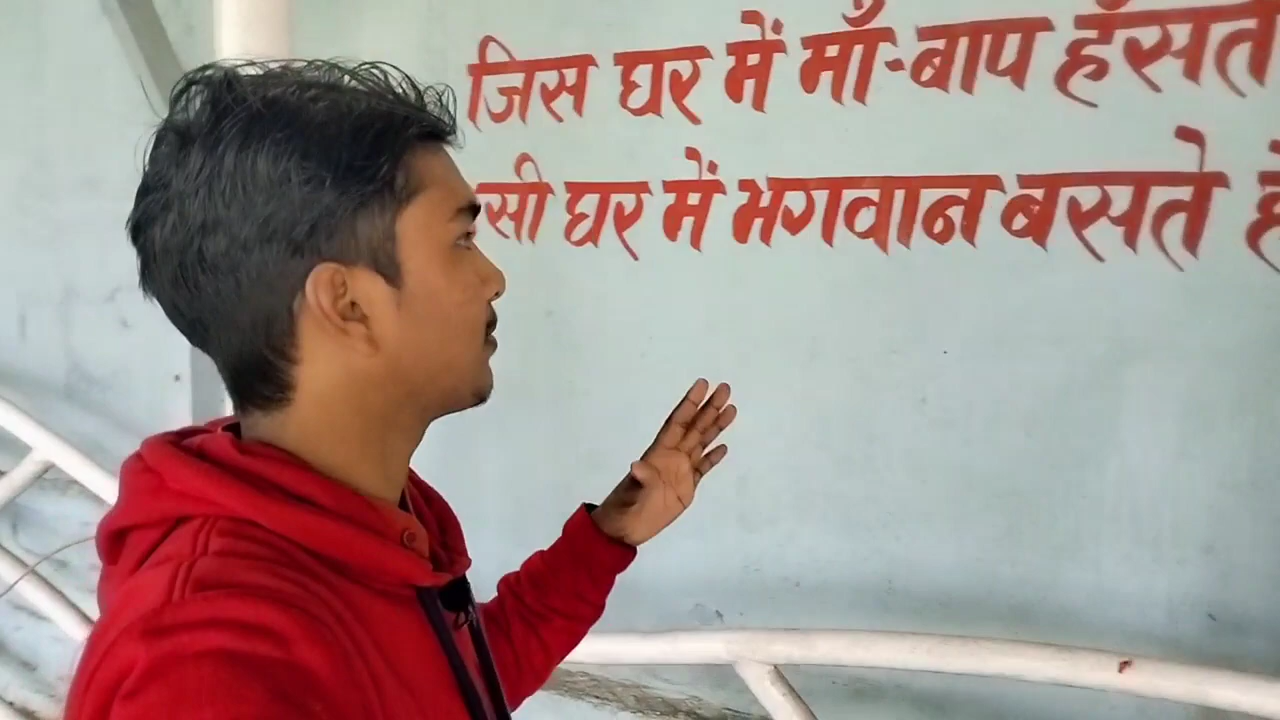 जिस घर में माँ-बाप हँसते
सी घर में भगवान बसते